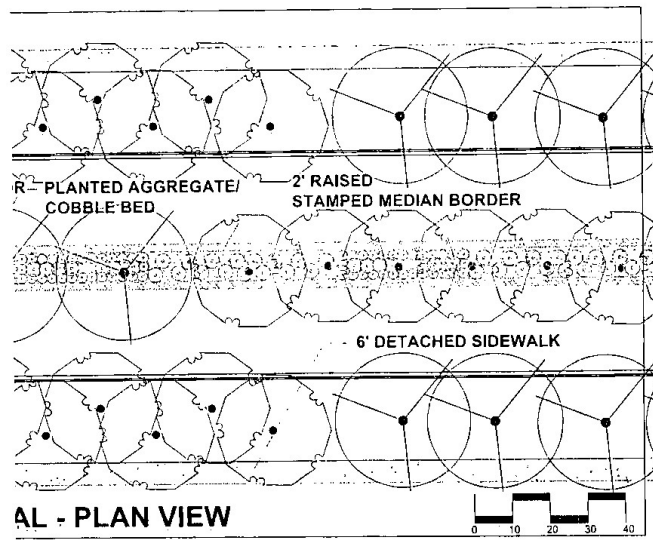 OR - PLANTED AGGREGATE/
COBBLE BED
2' RAISED
STAMPED MEDIAN BORDER
6' DETACHED SIDEWALK
AL - PLAN VIEW
0 10 20 30 40